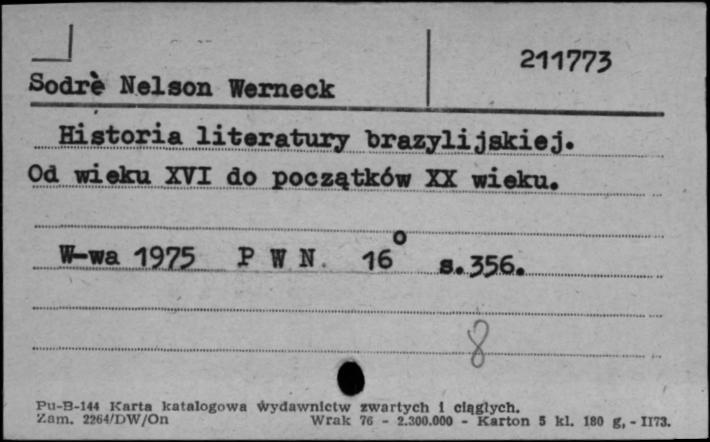 211773
Sodrè Nelson Werneck
Historia literatury brazylijskiej.
Od wieku XVI do początków XX wieku.
W-wa 1975 P W N. 16° s.356.
8
Pu-B-144 Karta katalogowa wydawnictw zwartych i ciągłych.
Zam. 2264/DW/On Wrak 76 - 2.300.000 - Karton 5 kl. 180 g, - II73.